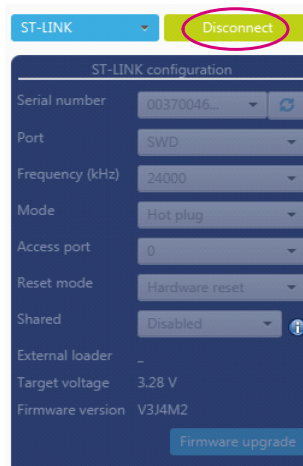 ST-LINK Disconnect
ST-LINK configuration
Serial number 00370046...
Port SWD
Frequency (kHz) 24000
Mode Hot plug
Access port 0
Reset mode Hardware reset
Shared Disabled
External loader _
Target voltage 3.28 V
Firmware version V3J4M2
Firmware upgrade